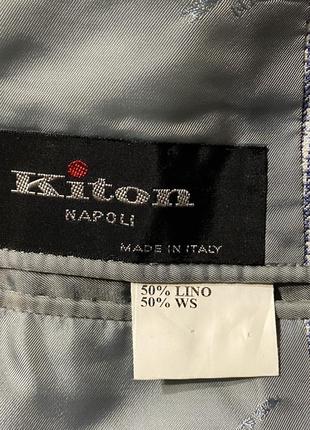 Kiton
NAPOLI
MADE IN ITALY
50% LINO
50% WS